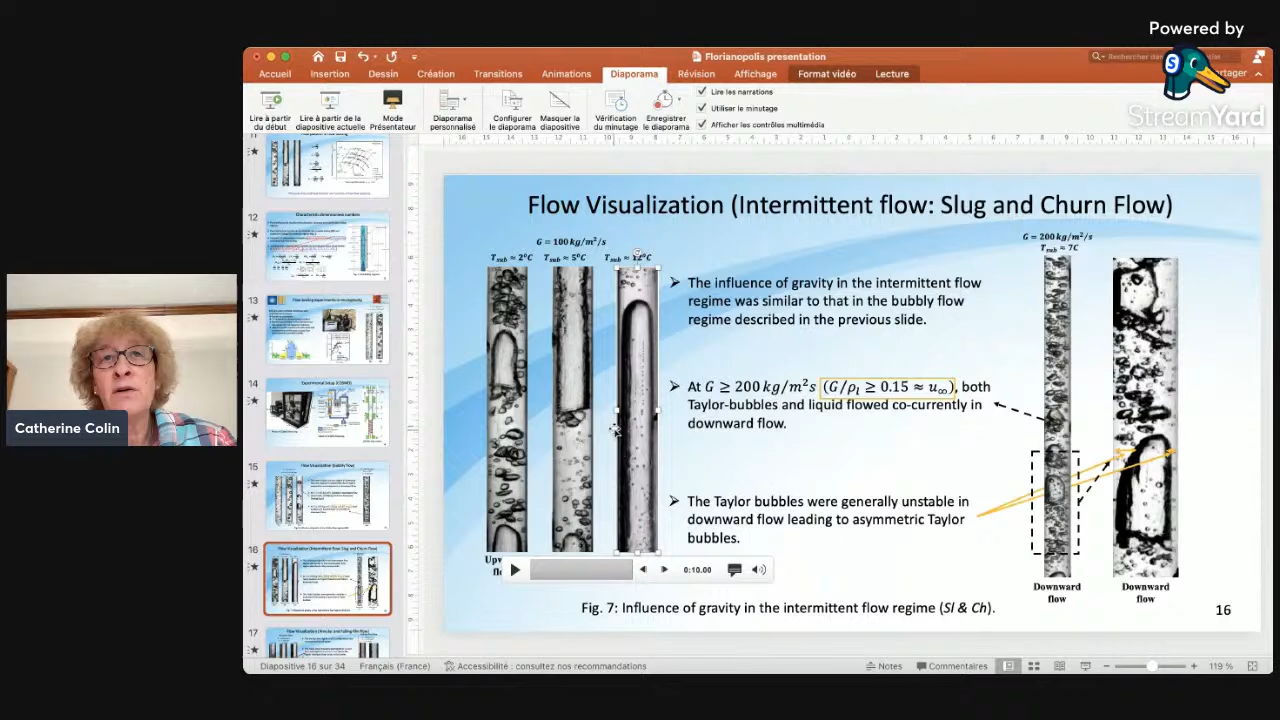 Powered by
StreamYard
Florianopolis presentation
Accueil Insertion Dessin Création Transitions Animations Diaporama Révision Affichage Format vidéo Lecture
Lire à partir du début
Lire à partir de la diapositive actuelle
Mode Présentateur
Diaporama personnalisé
Configurer le diaporama
Masquer la diapositive
Vérification du minutage
Enregistrer le diaporama
Lire les narrations
Utiliser le minutage
Afficher les contrôles multimédia
12
13
14
15
16
17
Flow Visualization (Intermittent flow: Slug and Churn Flow)
G = 100 kg/m²s
T_sub ≈ 2°C T_sub ≈ 5°C
G = 200 kg/m²/s
T_sub ≈ 7C
➤ The influence of gravity in the intermittent flow
regime was similar to that in the bubbly flow
regime described in the previous slide.
➤ At G ≥ 200 kg/m²s (G/ρ_l ≥ 0.15 ≈ u_∞), both
Taylor-bubbles and liquid flowed co-currently in
downward flow.
➤ The Taylor bubbles were generally unstable in
downward flow leading to asymmetric Taylor
bubbles.
0:10,00
Downward
flow
Downward
flow
Fig. 7: Influence of gravity in the intermittent flow regime (Sl & Ch).
16
Catherine Colin
Diapositive 16 sur 34 Français (France) Accessibilité : consultez nos recommandations Notes Commentaires 119 %